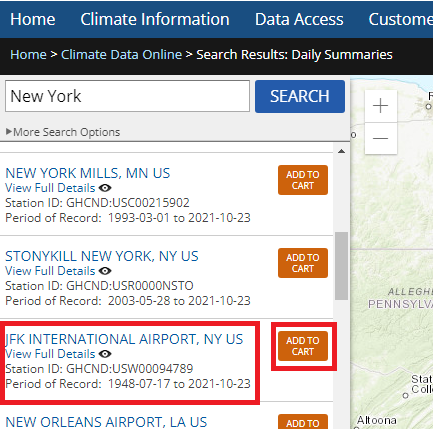 Home Climate Information Data Access Custome
Home > Climate Data Online > Search Results: Daily Summaries
New York
SEARCH
More Search Options
NEW YORK MILLS, MN US
View Full Details
Station ID: GHCND:USC00215902
Period of Record: 1993-03-01 to 2021-10-23
ADD TO
CART
STONYKILL NEW YORK, NY US
View Full Details
Station ID: GHCND:USR0000NSTO
Period of Record: 2003-05-28 to 2021-10-23
ADD TO
CART
JFK INTERNATIONAL AIRPORT, NY US
View Full Details
Station ID: GHCND:USW00094789
Period of Record: 1948-07-17 to 2021-10-23
ADD TO
CART
NEW ORLEANS AIRPORT, LA US
ADD TO
+
−
ALLEGHE
PENNSYLVAN
Stat
Coll
Altoona